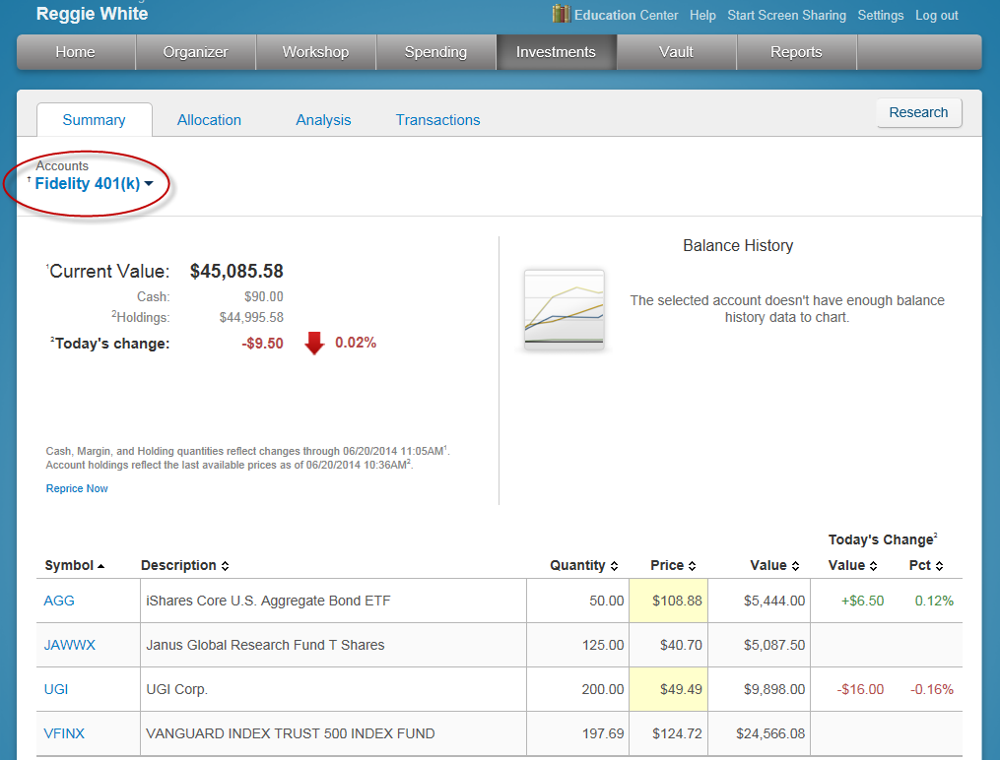 Reggie White
Education Center Help Start Screen Sharing Settings Log out
Home Organizer Workshop Spending Investments Vault Reports
Summary Allocation Analysis Transactions Research
Accounts
† Fidelity 401(k)
Balance History
1Current Value: $45,085.58
Cash: $90.00
2Holdings: $44,995.58
2Today's change: -$9.50 0.02%
The selected account doesn't have enough balance
history data to chart.
Cash, Margin, and Holding quantities reflect changes through 06/20/2014 11:05AM1.
Account holdings reflect the last available prices as of 06/20/2014 10:36AM2.
Reprice Now
Today's Change2
Symbol Description Quantity Price Value Value Pct
AGG iShares Core U.S. Aggregate Bond ETF 50.00 $108.88 $5,444.00 +$6.50 0.12%
JAWWX Janus Global Research Fund T Shares 125.00 $40.70 $5,087.50
UGI UGI Corp. 200.00 $49.49 $9,898.00 -$16.00 -0.16%
VFINX VANGUARD INDEX TRUST 500 INDEX FUND 197.69 $124.72 $24,566.08